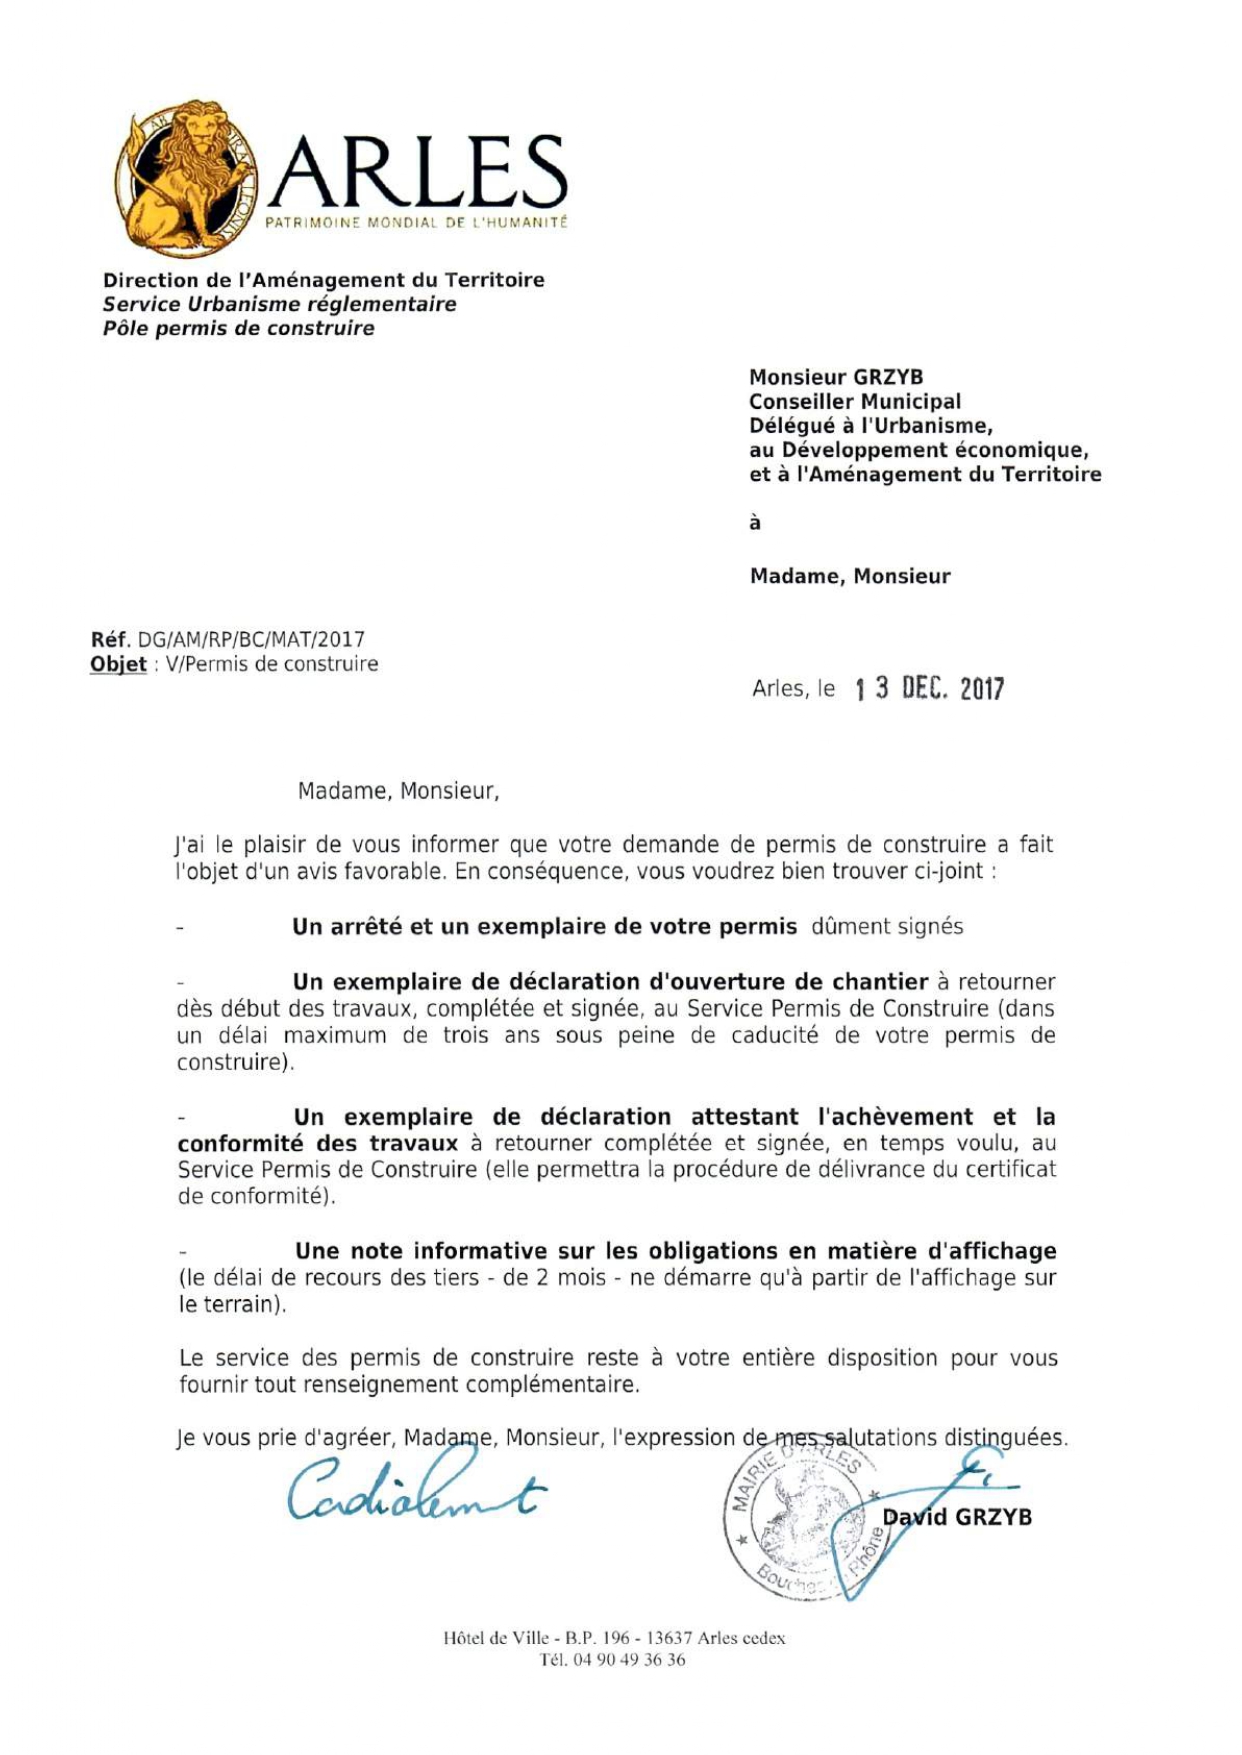 ARLES
PATRIMOINE MONDIAL DE L'HUMANITÉ
Direction de l'Aménagement du Territoire
Service Urbanisme réglementaire
Pôle permis de construire
Monsieur GRZYB
Conseiller Municipal
Délégué à l'Urbanisme,
au Développement économique,
et à l'Aménagement du Territoire
à
Madame, Monsieur
Réf. DG/AM/RP/BC/MAT/2017
Objet : V/Permis de construire
Arles, le 13 DEC. 2017
Madame, Monsieur,
J'ai le plaisir de vous informer que votre demande de permis de construire a fait
l'objet d'un avis favorable. En conséquence, vous voudrez bien trouver ci-joint :
- Un arrêté et un exemplaire de votre permis dûment signés
- Un exemplaire de déclaration d'ouverture de chantier à retourner
dès début des travaux, complétée et signée, au Service Permis de Construire (dans
un délai maximum de trois ans sous peine de caducité de votre permis de
construire).
- Un exemplaire de déclaration attestant l'achèvement et la
conformité des travaux à retourner complétée et signée, en temps voulu, au
Service Permis de Construire (elle permettra la procédure de délivrance du certificat
de conformité).
- Une note informative sur les obligations en matière d'affichage
(le délai de recours des tiers - de 2 mois - ne démarre qu'à partir de l'affichage sur
le terrain).
Le service des permis de construire reste à votre entière disposition pour vous
fournir tout renseignement complémentaire.
Je vous prie d'agréer, Madame, Monsieur, l'expression de mes salutations distinguées.
Cordialement
MAIRIE D'ARLES
Bouches Rhône
David GRZYB
Hôtel de Ville - B.P. 196 - 13637 Arles cedex
Tél. 04 90 49 36 36